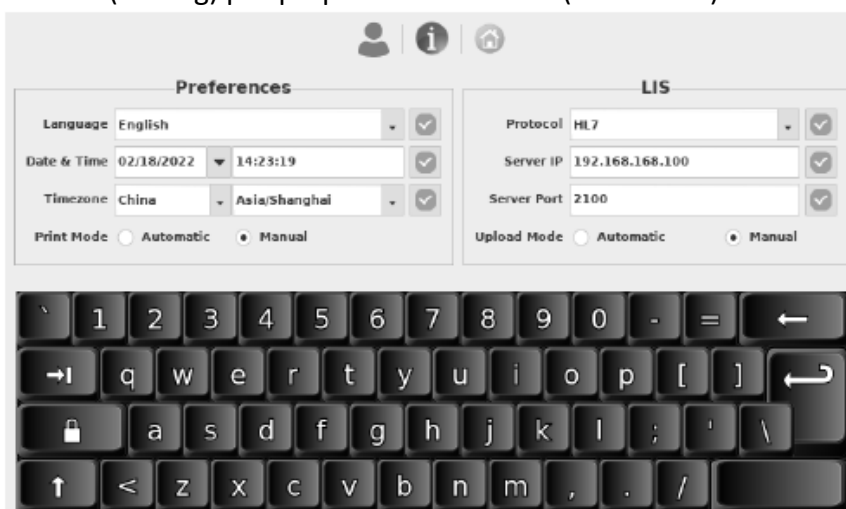 Preferences
Language English
Date & Time 02/18/2022 14:23:19
Timezone China Asia/Shanghai
Print Mode Automatic Manual
LIS
Protocol HL7
Server IP 192.168.168.100
Server Port 2100
Upload Mode Automatic Manual
` 1 2 3 4 5 6 7 8 9 0 - =
q w e r t y u i o p [ ]
a s d f g h j k l ; ' \
< z x c v b n m , . /